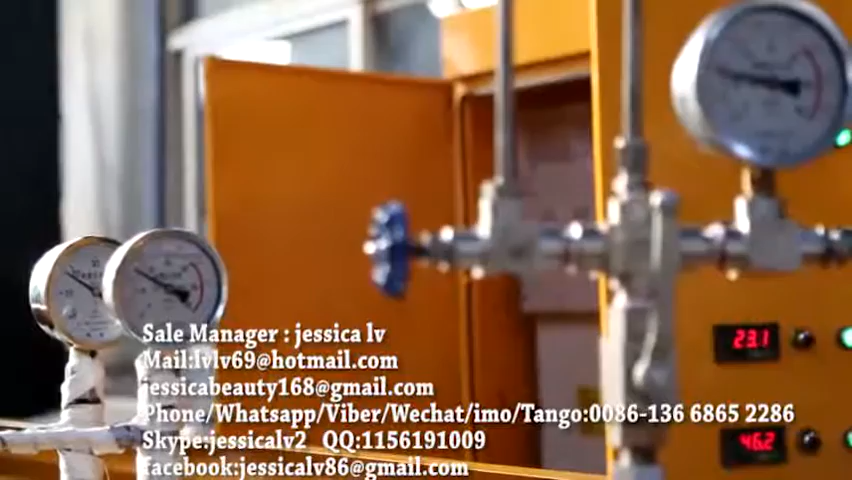 23.1
Sale Manager : jessica lv
Mail:lvlv69@hotmail.com
jessicabeauty168@gmail.com
Phone/Whatsapp/Viber/Wechat/imo/Tango:0086-136 6865 2286
46.2
Skype:jessicalv2 QQ:1156191009
facebook:jessicalv86@gmail.com